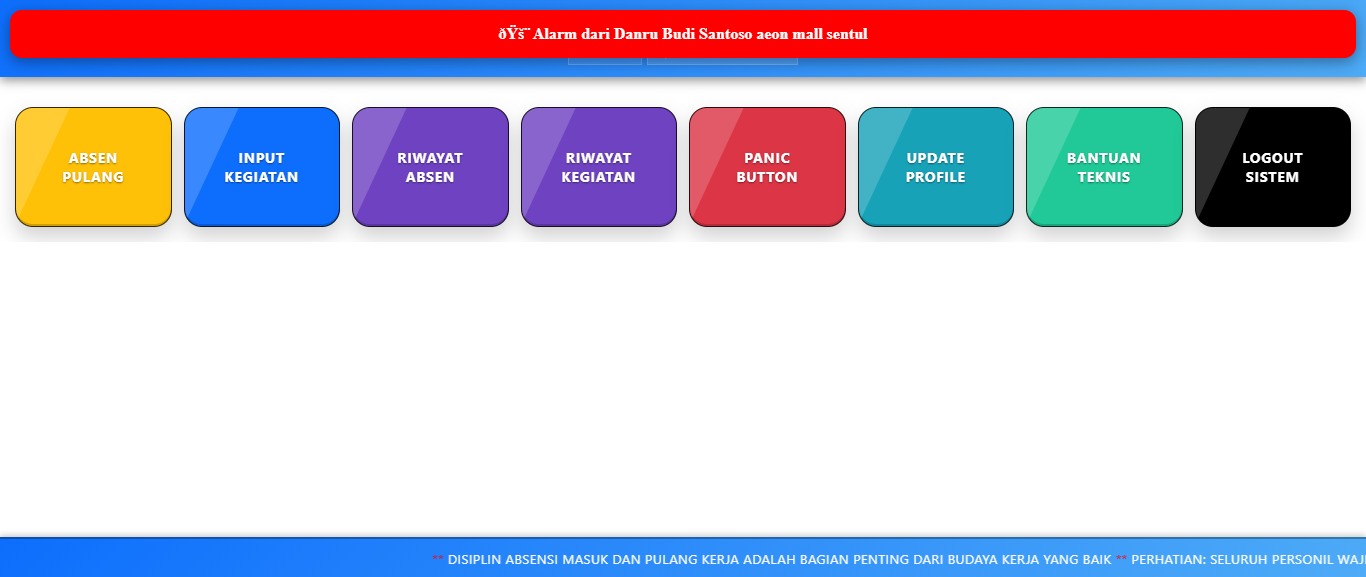 ðŸš¨ Alarm dari Danru Budi Santoso aeon mall sentul
ABSEN
PULANG
INPUT
KEGIATAN
RIWAYAT
ABSEN
RIWAYAT
KEGIATAN
PANIC
BUTTON
UPDATE
PROFILE
BANTUAN
TEKNIS
LOGOUT
SISTEM
** DISIPLIN ABSENSI MASUK DAN PULANG KERJA ADALAH BAGIAN PENTING DARI BUDAYA KERJA YANG BAIK ** PERHATIAN: SELURUH PERSONIL